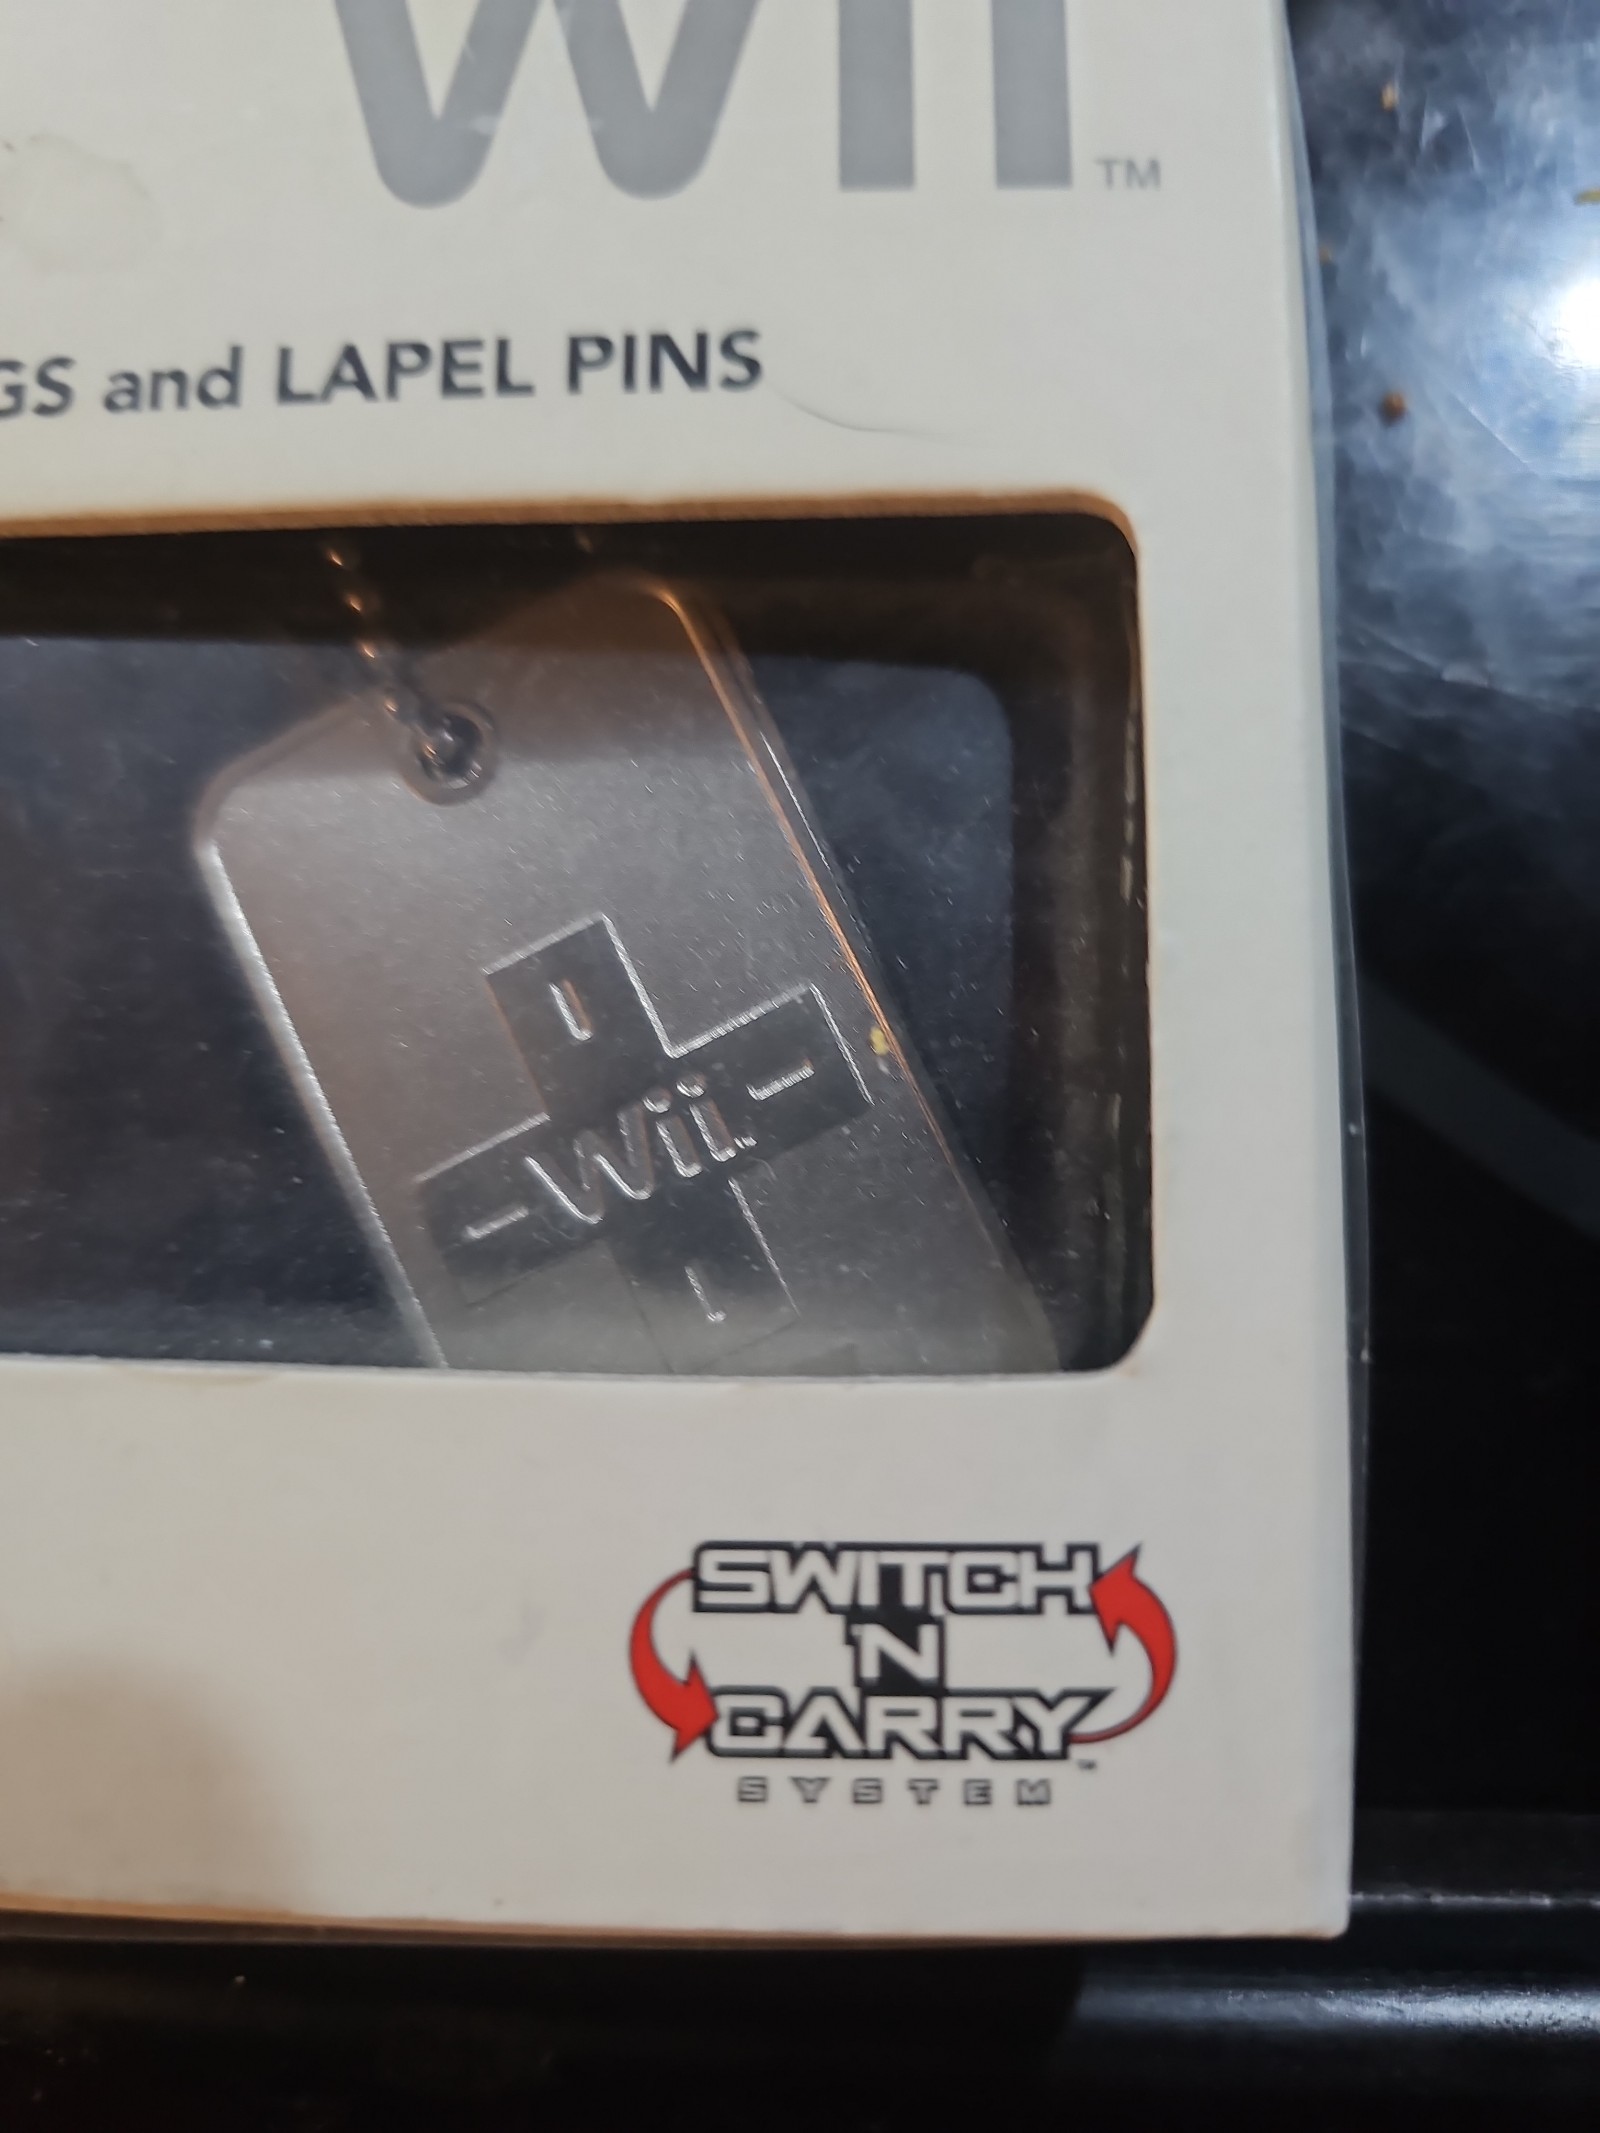 Wii™
GS and LAPEL PINS
Wii
SWITCH
'N
CARRY™
SYSTEM